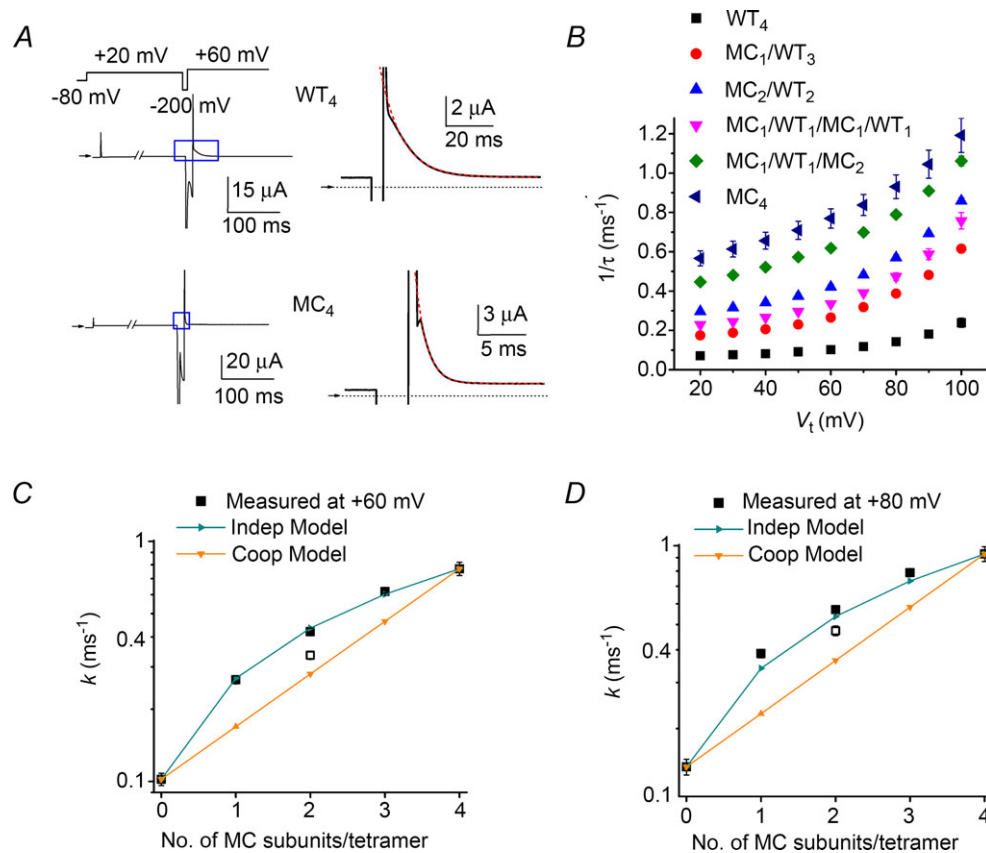 A
+20 mV
+60 mV
-80 mV
-200 mV
15 μA
100 ms
WT4
2 μA
20 ms
20 μA
100 ms
MC4
3 μA
5 ms
B
WT4
MC1/WT3
MC2/WT2
MC1/WT1/MC1/WT1
MC1/WT1/MC2
MC4
1/τ (ms-1)
1.2
1.0
0.8
0.6
0.4
0.2
0.0
20 40 60 80 100
Vt (mV)
C
Measured at +60 mV
Indep Model
Coop Model
k (ms-1)
1
0.4
0.1
0 1 2 3 4
No. of MC subunits/tetramer
D
Measured at +80 mV
Indep Model
Coop Model
k (ms-1)
1
0.4
0.1
0 1 2 3 4
No. of MC subunits/tetramer